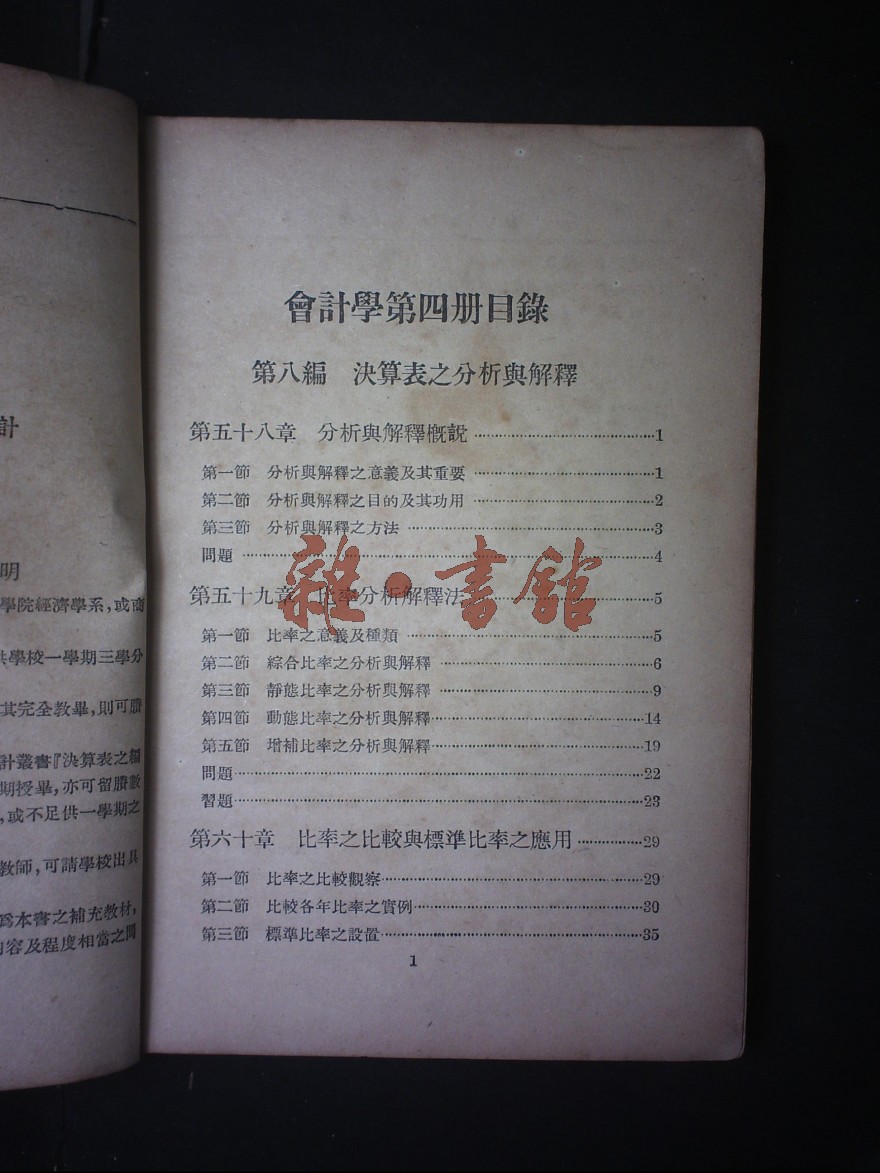 計
明
學院經濟學系,或商
供學校一學期三學分
其完全教畢,則可賸
計叢書『決算表之編
期授畢,亦可留賸數
,或不足供一學期之
教師,可請學校出具
爲本書之補充教材,
內容及程度相當之問
會計學第四册目錄
第八編 決算表之分析與解釋
第五十八章 分析與解釋概說 1
第一節 分析與解釋之意義及其重要 1
第二節 分析與解釋之目的及其功用 2
第三節 分析與解釋之方法 3
問題 4
第五十九章 比率分析解釋法 5
第一節 比率之意義及種類 5
第二節 綜合比率之分析與解釋 6
第三節 靜態比率之分析與解釋 9
第四節 動態比率之分析與解釋 14
第五節 增補比率之分析與解釋 19
問題 22
習題 23
第六十章 比率之比較與標準比率之應用 29
第一節 比率之比較觀察 29
第二節 比較各年比率之實例 30
第三節 標準比率之設置 35
1
雜·書館